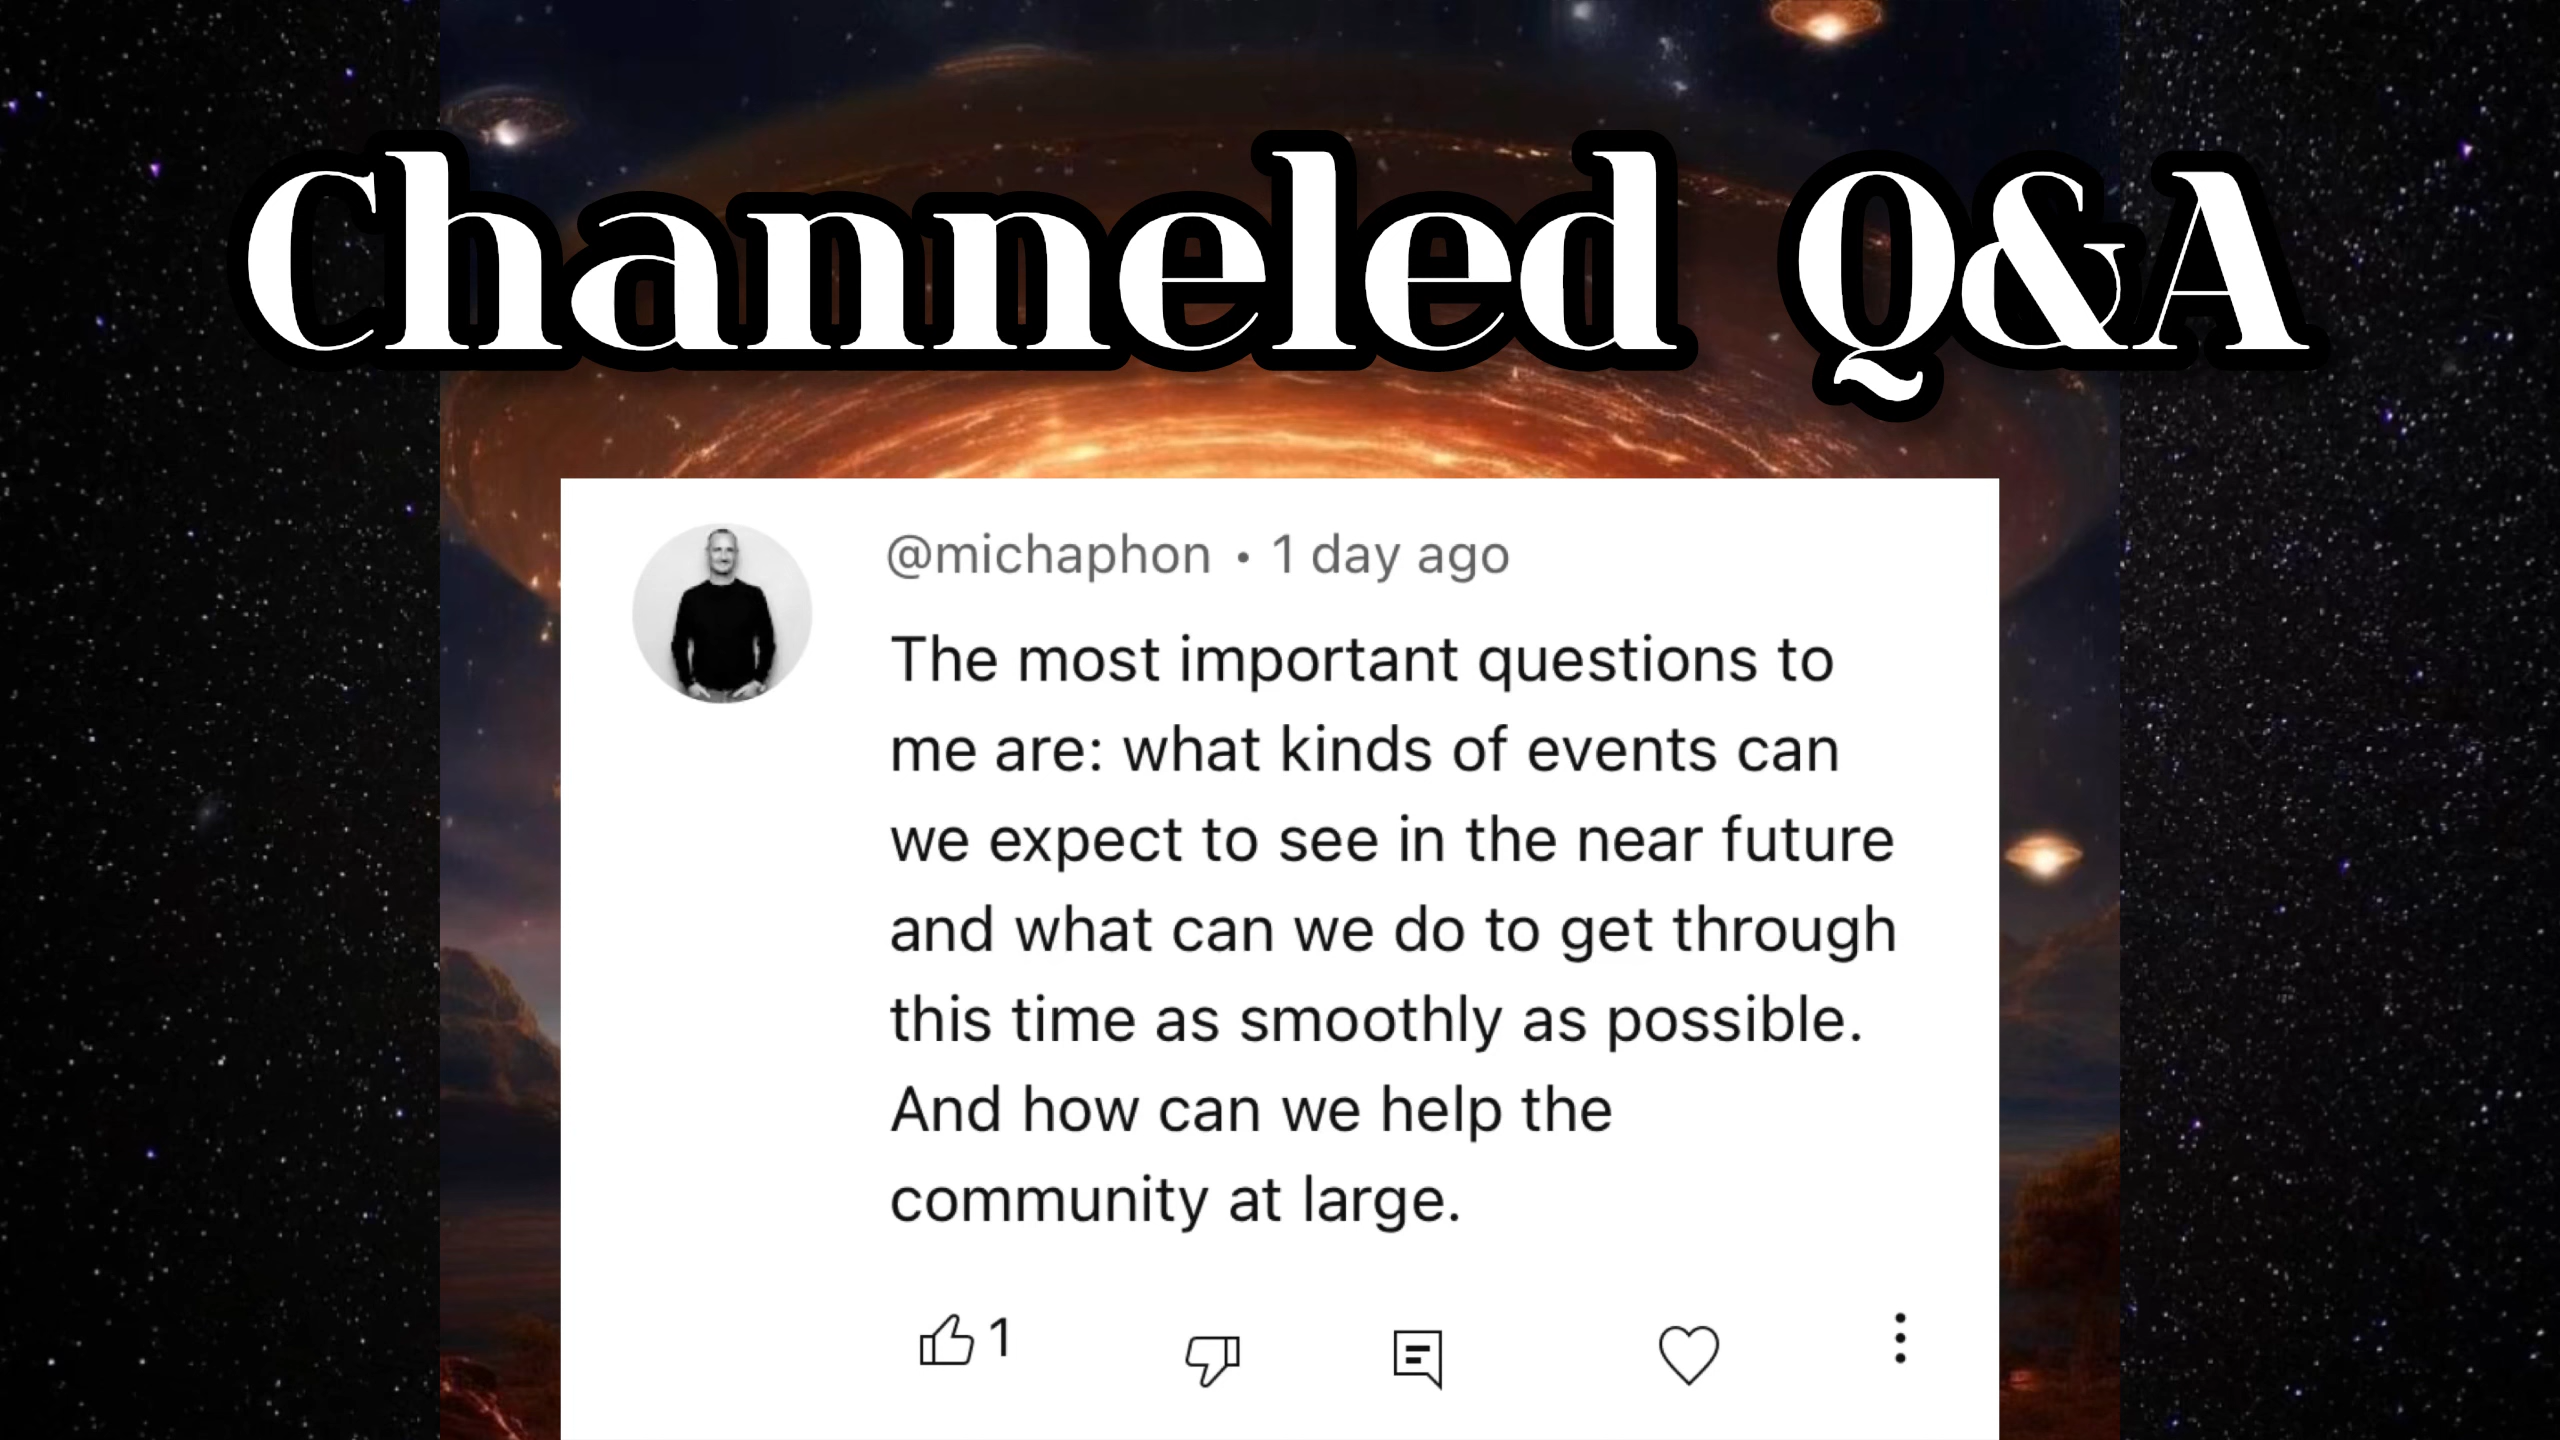 Channeled Q&A
@michaphon • 1 day ago
The most important questions to
me are: what kinds of events can
we expect to see in the near future
and what can we do to get through
this time as smoothly as possible.
And how can we help the
community at large.
1